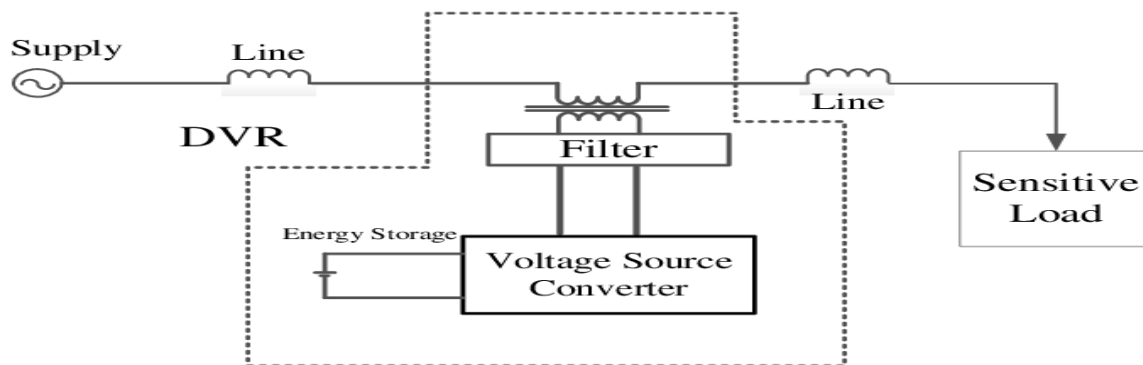 Supply
Line
Line
DVR
Filter
Sensitive
Load
Energy Storage
Voltage Source
Converter